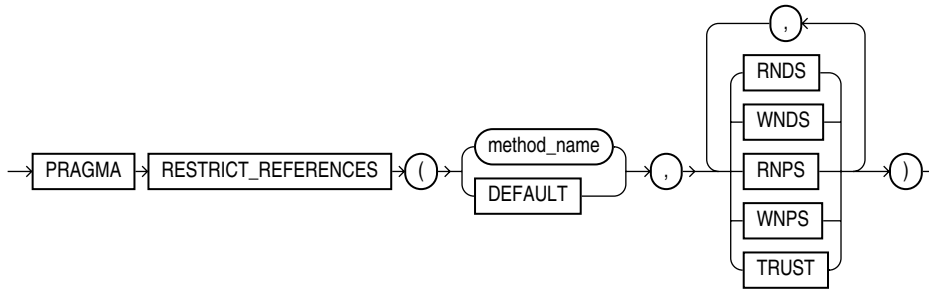 ,
RNDS
WNDS
PRAGMA RESTRICT_REFERENCES ( method_name , RNPS )
DEFAULT
WNPS
TRUST